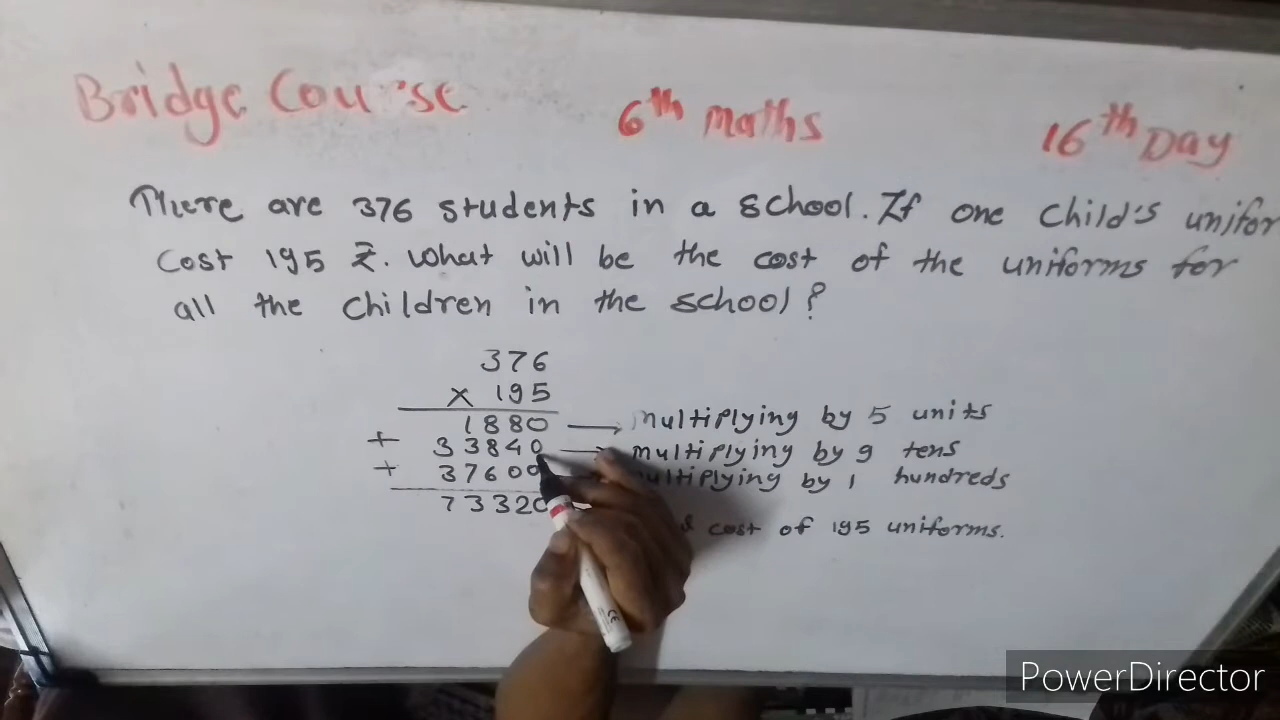 Bridge Course 6th maths 16th Day
There are 376 students in a school. If one child's unifor
cost 195 ₹. What will be the cost of the uniforms for
all the children in the school?
376
X 195
1880 → multiplying by 5 units
+ 33840 → multiplying by 9 tens
+ 37600 multiplying by 1 hundreds
73320 cost of 195 uniforms.
PowerDirector